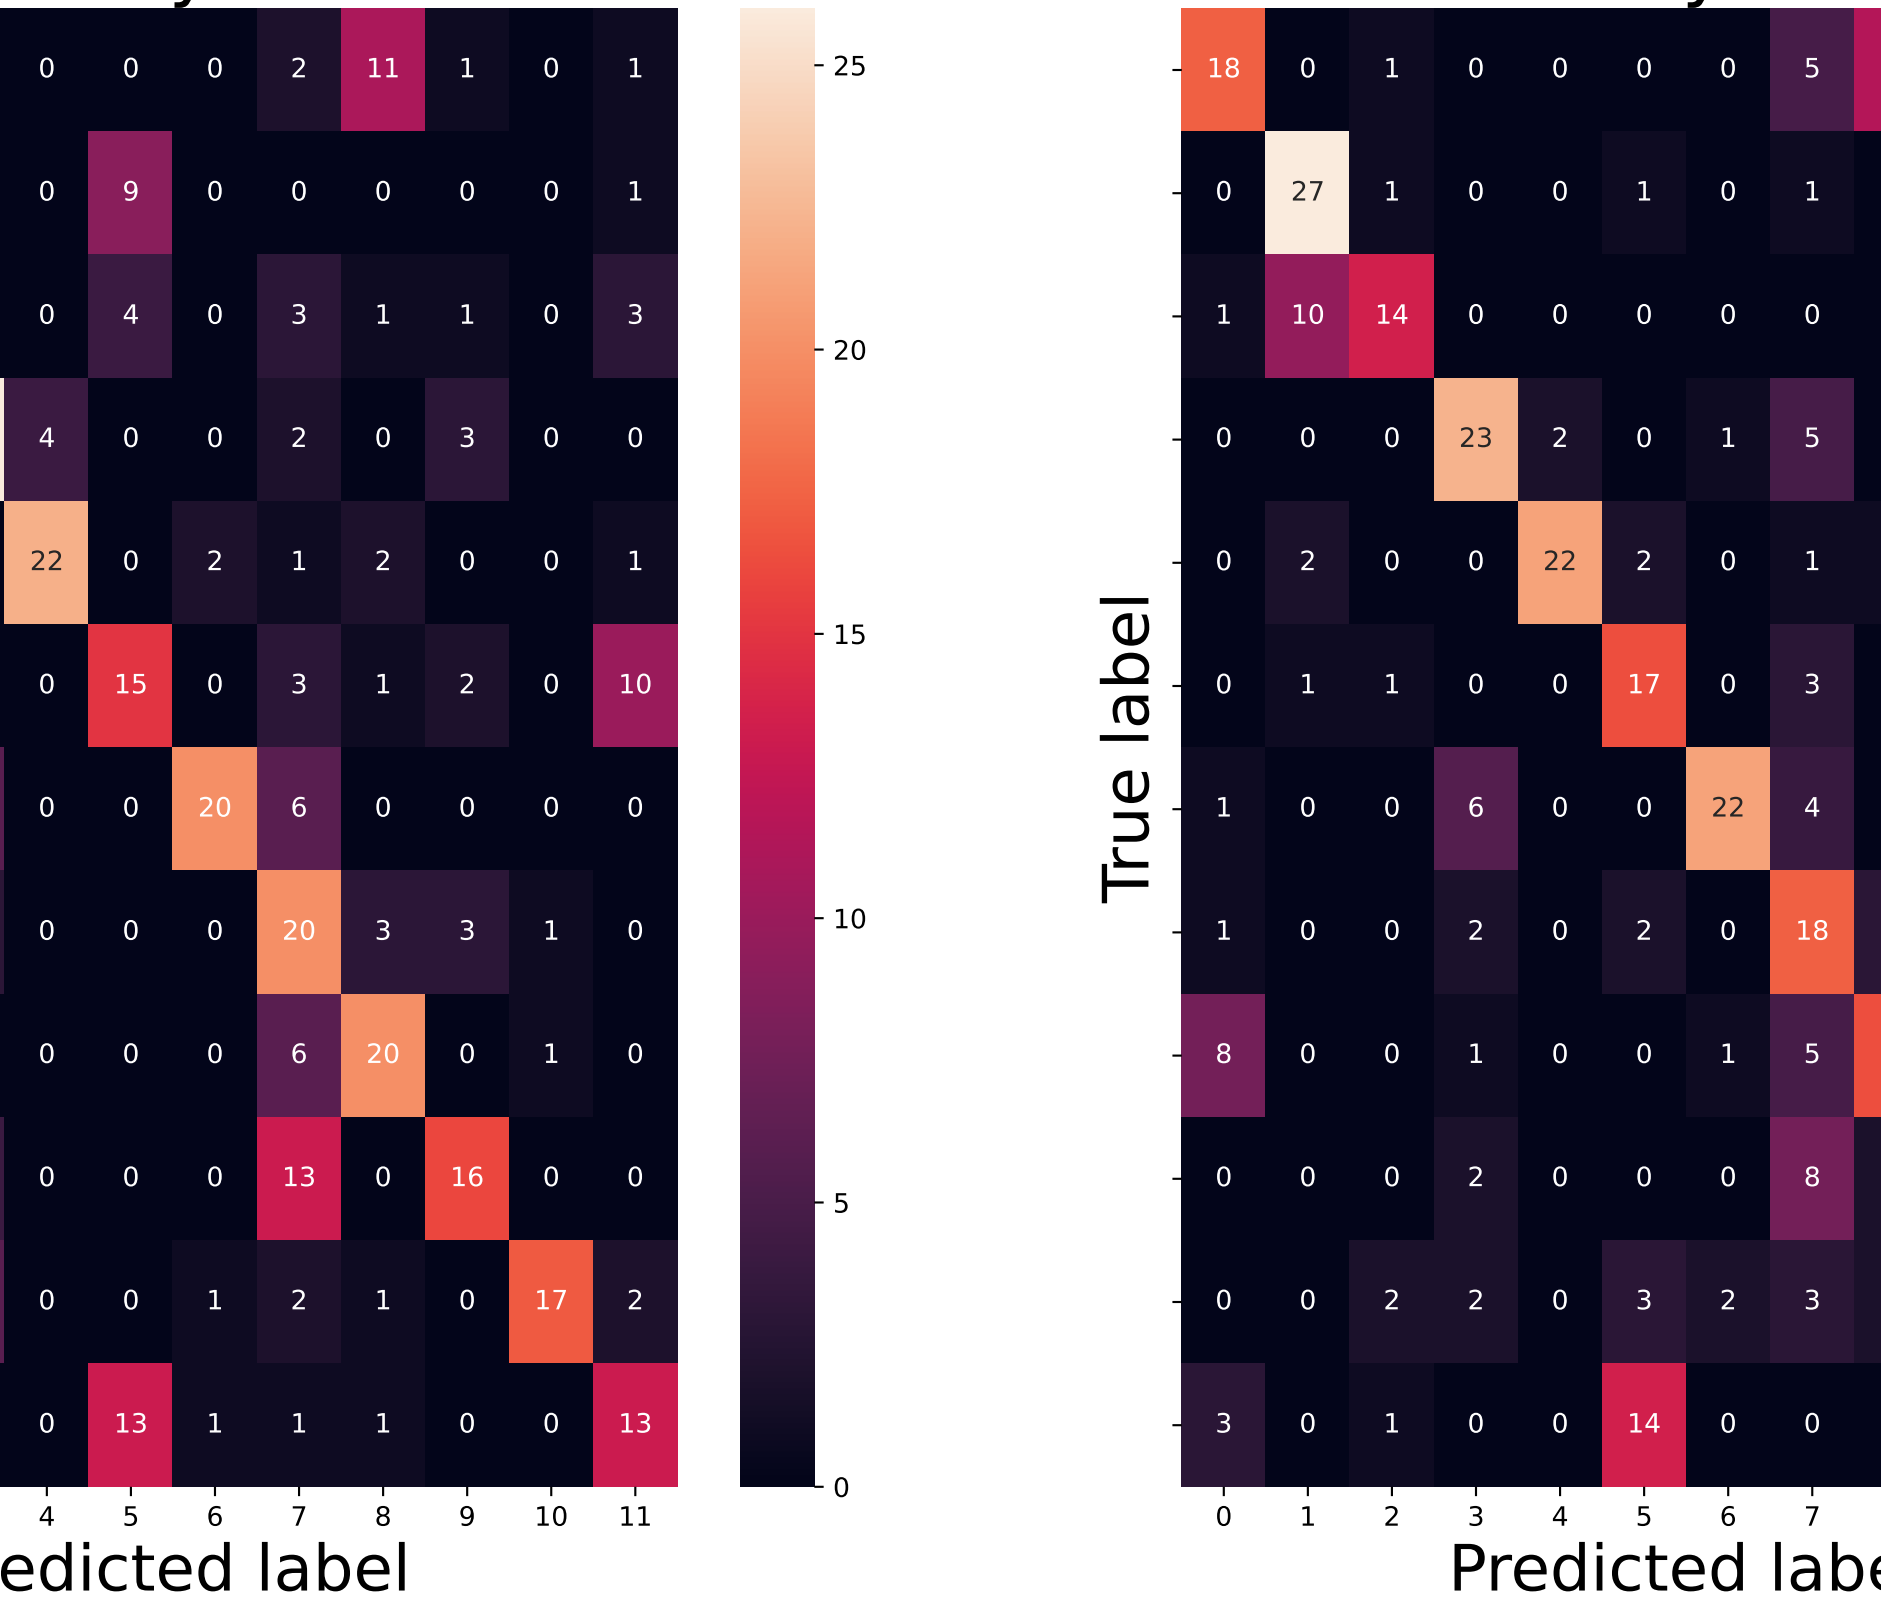 0 0 0 2 11 1 0 1
0 9 0 0 0 0 0 1
0 4 0 3 1 1 0 3
4 0 0 2 0 3 0 0
22 0 2 1 2 0 0 1
0 15 0 3 1 2 0 10
0 0 20 6 0 0 0 0
0 0 0 20 3 3 1 0
0 0 0 6 20 0 1 0
0 0 0 13 0 16 0 0
0 0 1 2 1 0 17 2
0 13 1 1 1 0 0 13
4 5 6 7 8 9 10 11
edicted label
25
20
15
10
5
0
True label
18 0 1 0 0 0 0 5
0 27 1 0 0 1 0 1
1 10 14 0 0 0 0 0
0 0 0 23 2 0 1 5
0 2 0 0 22 2 0 1
0 1 1 0 0 17 0 3
1 0 0 6 0 0 22 4
1 0 0 2 0 2 0 18
8 0 0 1 0 0 1 5
0 0 0 2 0 0 0 8
0 0 2 2 0 3 2 3
3 0 1 0 0 14 0 0
0 1 2 3 4 5 6 7
Predicted labe